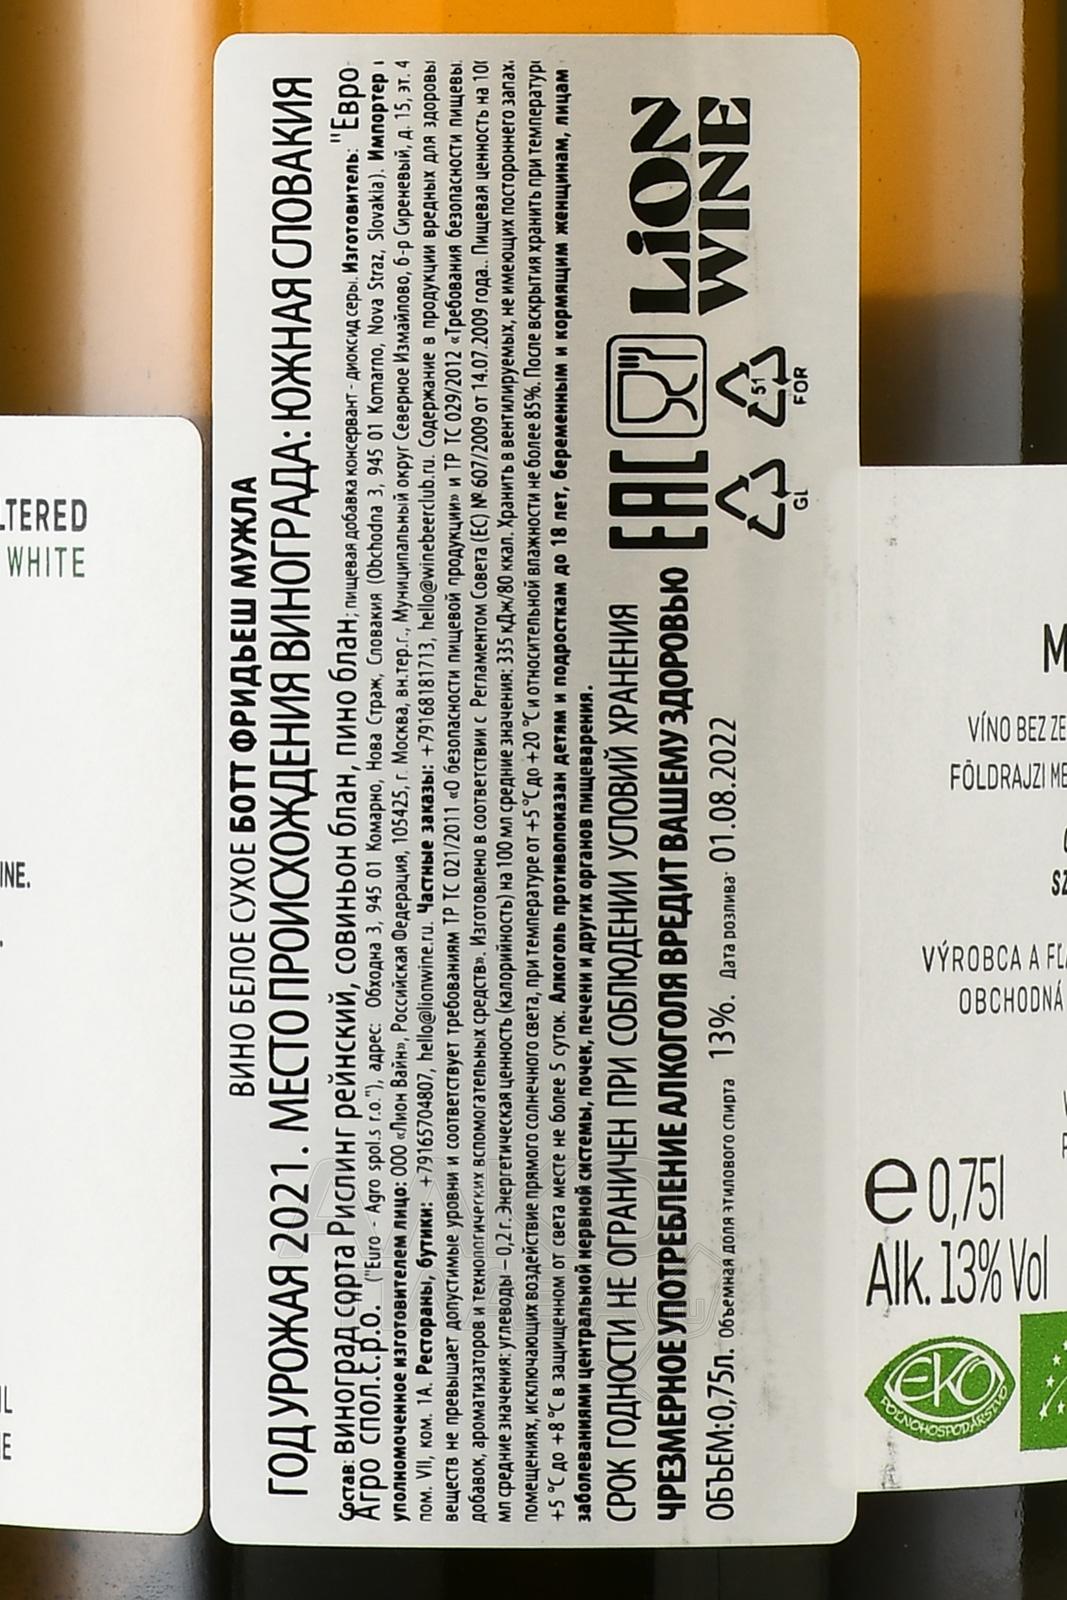 LTERED
WHITE
INE.
ВИНО БЕЛОЕ СУХОЕ БОТТ ФРИДЬЕШ МУЖЛА
ГОД УРОЖАЯ 2021. МЕСТО ПРОИСХОЖДЕНИЯ ВИНОГРАДА: ЮЖНАЯ СЛОВАКИЯ
Состав: Виноград сорта Рислинг рейнский, совиньон блан, пино блан; пищевая добавка консервант - диоксид серы. Изготовитель: "Евро
Агро спол.с.р.о." ("Euro - Agro spol.s r.o."), адрес: Обходна 3, 945 01 Комарно, Нова Страж, Словакия (Obchodna 3, 945 01 Komarno, Nova Straz, Slovakia). Импортер
уполномоченное изготовителем лицо: ООО «Лион Вайн», Российская Федерация, 105425, г. Москва, вн.тер.г., Муниципальный округ Северное Измайлово, б-р Сиреневый, д. 15, эт. 4
пом. VII, ком. 1А. Рестораны, бутики: +79165704807, hello@lionwine.ru. Частные заказы: +79168181713, hello@winebeerclub.ru. Содержание в продукции вредных для здоровья
веществ не превышает допустимые уровни и соответствует требованиям ТР ТС 021/2011 «О безопасности пищевой продукции» и ТР ТС 029/2012 «Требования безопасности пищевы
добавок, ароматизаторов и технологических вспомогательных средств». Изготовлено в соответствии с Регламентом Совета (ЕС) № 607/2009 от 14.07.2009 года.. Пищевая ценность на 100
мл средние значения: углеводы – 0,2 г. Энергетическая ценность (калорийность) на 100 мл средние значения: 335 кДж/80 ккал. Хранить в вентилируемых, не имеющих постороннего запаха
помещениях, исключающих воздействие прямого солнечного света, при температуре от +5 °С до +20 °С и относительной влажности не более 85%. После вскрытия хранить при температуре
+5 °С до +8 °С в защищенном от света месте не более 5 суток. Алкоголь противопоказан детям и подросткам до 18 лет, беременным и кормящим женщинам, лицам
заболеваниями центральной нервной системы, почек, печени и других органов пищеварения.
СРОК ГОДНОСТИ НЕ ОГРАНИЧЕН ПРИ СОБЛЮДЕНИИ УСЛОВИЙ ХРАНЕНИЯ
ЧРЕЗМЕРНОЕ УПОТРЕБЛЕНИЕ АЛКОГОЛЯ ВРЕДИТ ВАШЕМУ ЗДОРОВЬЮ
ОБЪЕМ:0,75л. Объемная доля этилового спирта 13%. Дата розлива: 01.08.2022
EAC
GL
51
FOR
LiON
WINE
VÍNO BEZ ZE
FÖLDRAJZI ME
SZ
VÝROBCA A FĽA
OBCHODNÁ
e 0,75l
Alk. 13% Vol
EKO
POĽNOHOSPODÁRSTVO